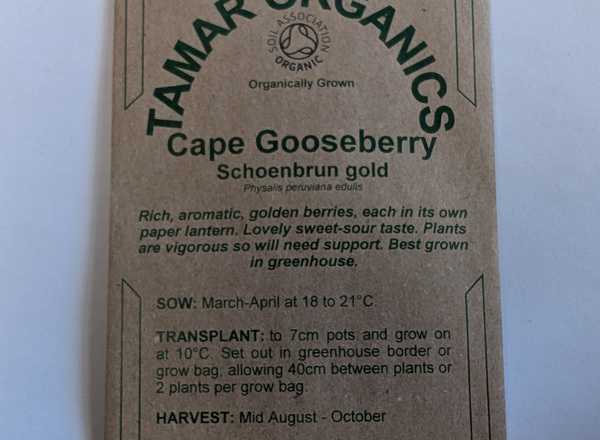 TAMAR ORGANICS
SOIL ASSOCIATION
ORGANIC
Organically Grown
Cape Gooseberry
Schoenbrun gold
Physalis peruviana edulis
Rich, aromatic, golden berries, each in its own
paper lantern. Lovely sweet-sour taste. Plants
are vigorous so will need support. Best grown
in greenhouse.
SOW: March-April at 18 to 21°C.
TRANSPLANT: to 7cm pots and grow on
at 10°C. Set out in greenhouse border or
grow bag, allowing 40cm between plants or
2 plants per grow bag.
HARVEST: Mid August - October